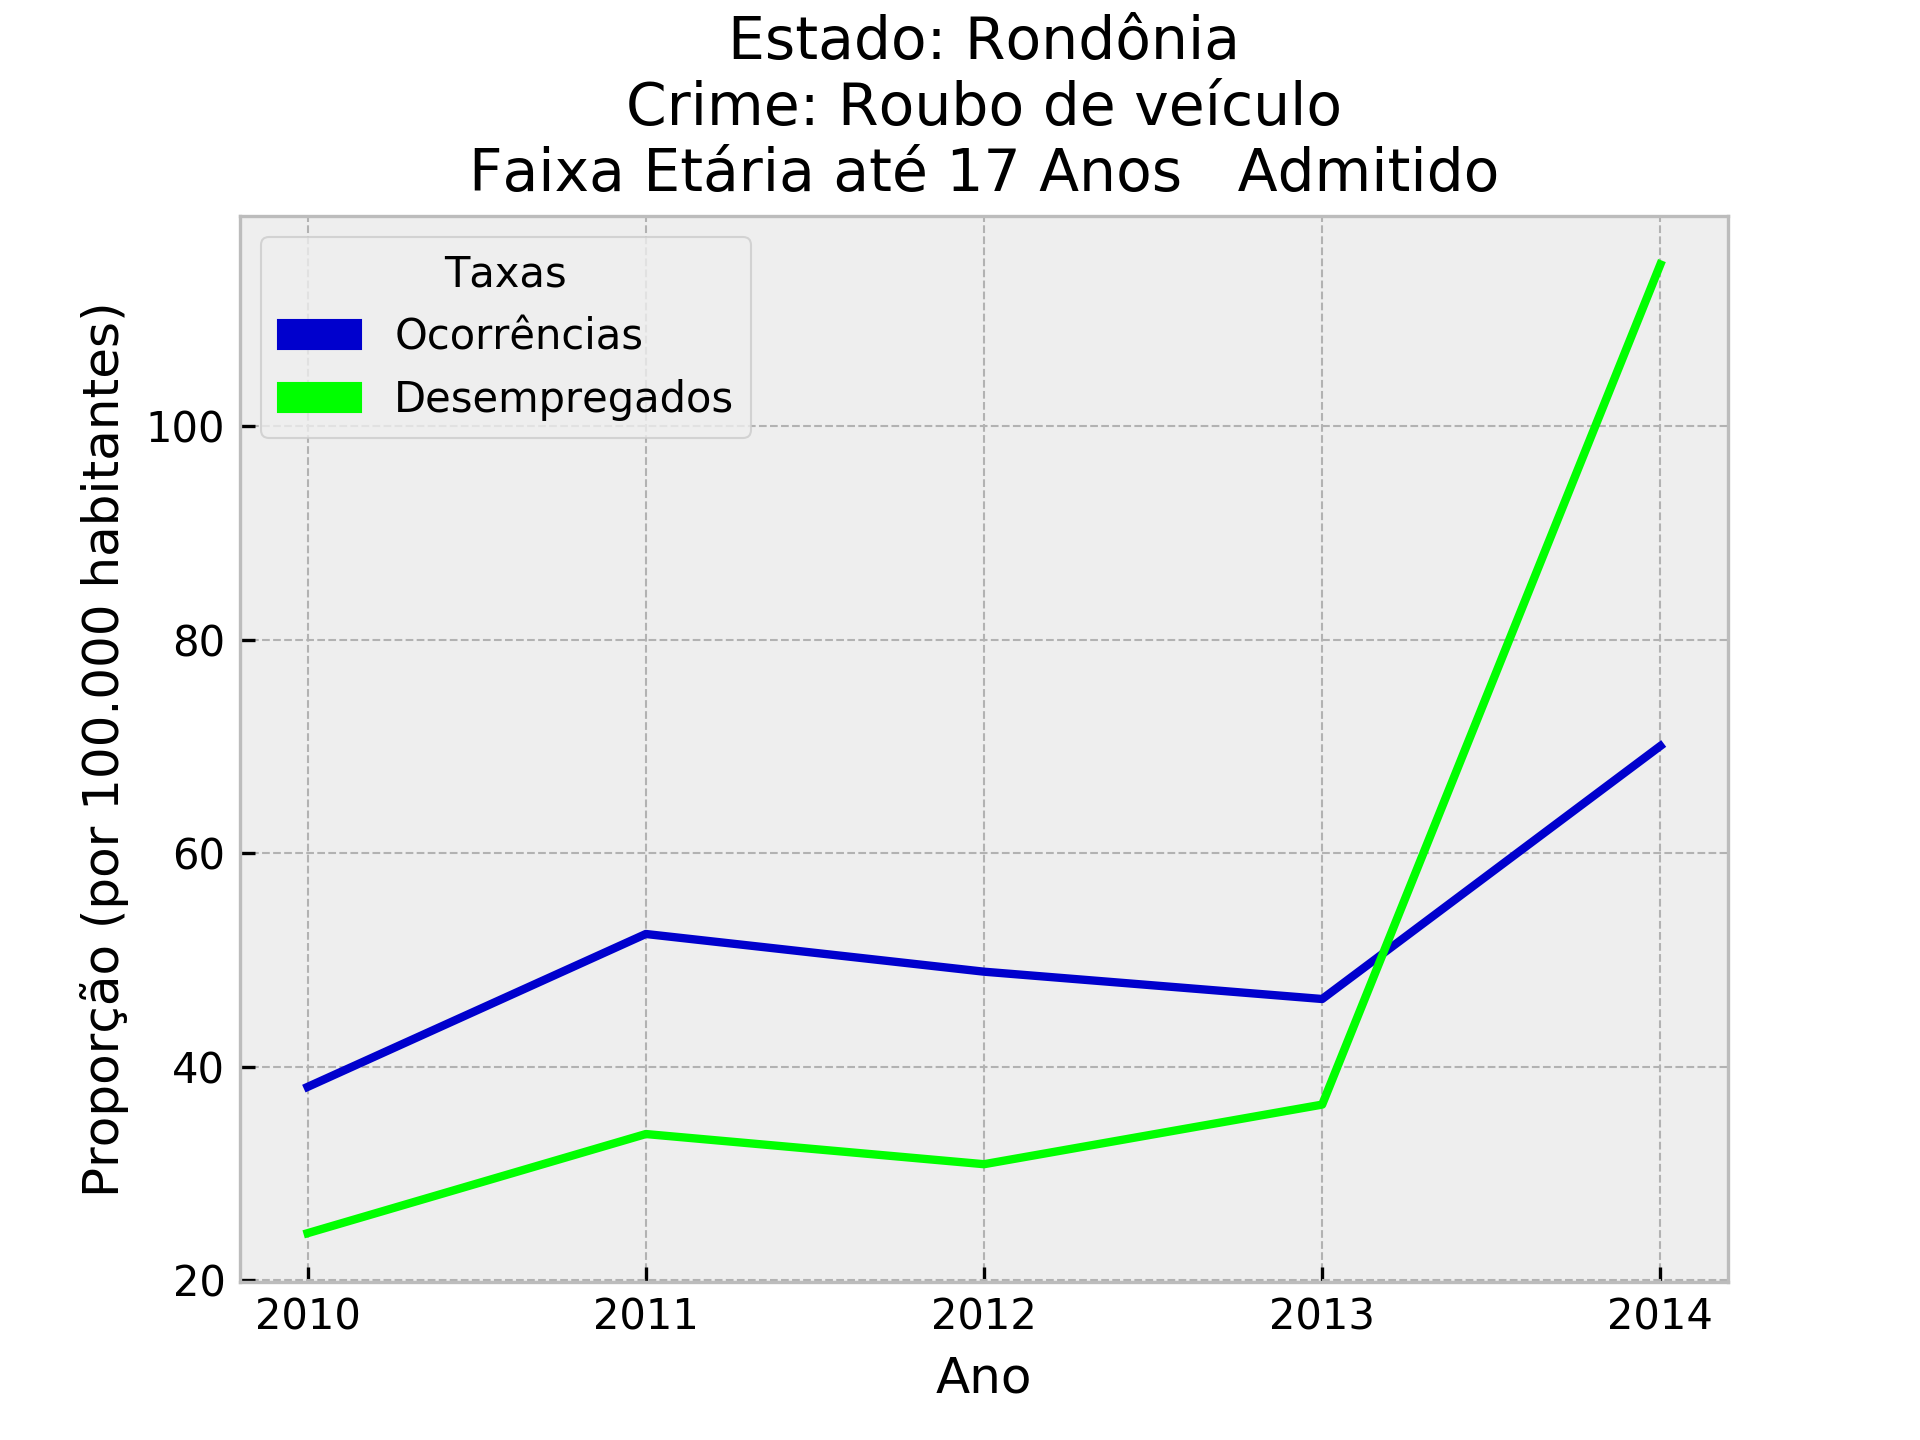 Estado: Rondônia
Crime: Roubo de veículo
Faixa Etária até 17 Anos   Admitido
Taxas
Ocorrências
Desempregados
Proporção (por 100.000 habitantes)
100
80
60
40
20
2010 2011 2012 2013 2014
Ano